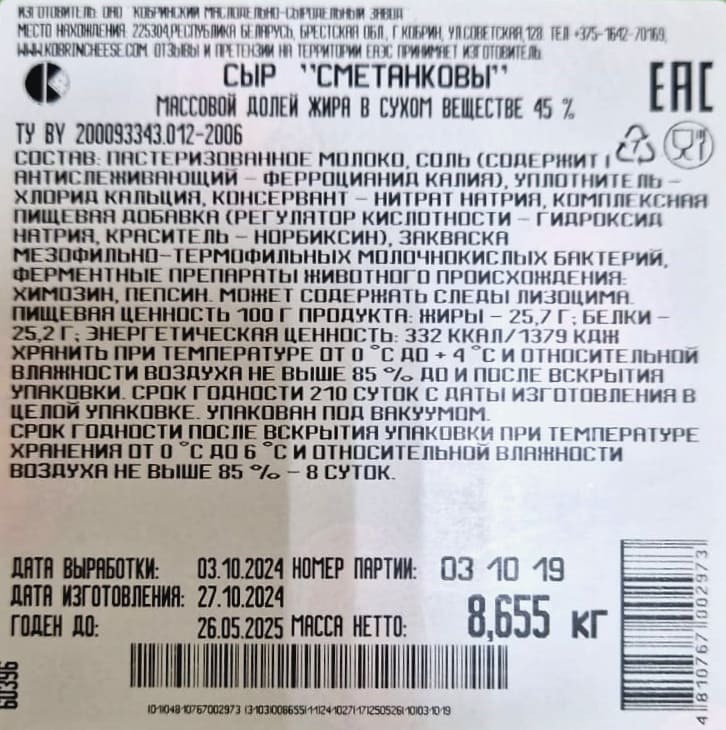 ИЗГОТОВИТЕЛЬ: ОАО "КОБРИНСКИЙ МАСЛОДЕЛЬНО-СЫРОДЕЛЬНЫЙ ЗАВОД"
МЕСТО НАХОЖДЕНИЯ: 225304,РЕСПУБЛИКА БЕЛАРУСЬ, БРЕСТСКАЯ ОБЛ., Г.КОБРИН, УЛ.СОВЕТСКАЯ,128. ТЕЛ +375-1642-70169,
WWW.KOBRINCHEESE.COM. ОТЗЫВЫ И ПРЕТЕНЗИИ НА ТЕРРИТОРИИ ЕАЭС ПРИНИМАЕТ ИЗГОТОВИТЕЛЬ.
СЫР "СМЕТАНКОВЫ"
EAC
МАССОВОЙ ДОЛЕЙ ЖИРА В СУХОМ ВЕЩЕСТВЕ 45 %
ТУ BY 200093343.012-2006
СОСТАВ: ПАСТЕРИЗОВАННОЕ МОЛОКО, СОЛЬ (СОДЕРЖИТ
АНТИСЛЕЖИВАЮЩИЙ – ФЕРРОЦИАНИД КАЛИЯ), УПЛОТНИТЕЛЬ –
ХЛОРИД КАЛЬЦИЯ, КОНСЕРВАНТ – НИТРАТ НАТРИЯ, КОМПЛЕКСНАЯ
ПИЩЕВАЯ ДОБАВКА (РЕГУЛЯТОР КИСЛОТНОСТИ – ГИДРОКСИД
НАТРИЯ, КРАСИТЕЛЬ – НОРБИКСИН), ЗАКВАСКА
МЕЗОФИЛЬНО-ТЕРМОФИЛЬНЫХ МОЛОЧНОКИСЛЫХ БАКТЕРИЙ,
ФЕРМЕНТНЫЕ ПРЕПАРАТЫ ЖИВОТНОГО ПРОИСХОЖДЕНИЯ:
ХИМОЗИН, ПЕПСИН. МОЖЕТ СОДЕРЖАТЬ СЛЕДЫ ЛИЗОЦИМА.
ПИЩЕВАЯ ЦЕННОСТЬ 100 Г ПРОДУКТА: ЖИРЫ – 25,7 Г; БЕЛКИ –
25,2 Г; ЭНЕРГЕТИЧЕСКАЯ ЦЕННОСТЬ: 332 ККАЛ/1379 КДЖ
ХРАНИТЬ ПРИ ТЕМПЕРАТУРЕ ОТ 0 °С ДО + 4 °С И ОТНОСИТЕЛЬНОЙ
ВЛАЖНОСТИ ВОЗДУХА НЕ ВЫШЕ 85 % ДО И ПОСЛЕ ВСКРЫТИЯ
УПАКОВКИ. СРОК ГОДНОСТИ 210 СУТОК С ДАТЫ ИЗГОТОВЛЕНИЯ В
ЦЕЛОЙ УПАКОВКЕ. УПАКОВАН ПОД ВАКУУМОМ.
СРОК ГОДНОСТИ ПОСЛЕ ВСКРЫТИЯ УПАКОВКИ ПРИ ТЕМПЕРАТУРЕ
ХРАНЕНИЯ ОТ 0 °С ДО 6 °С И ОТНОСИТЕЛЬНОЙ ВЛАЖНОСТИ
ВОЗДУХА НЕ ВЫШЕ 85 % – 8 СУТОК.
ДАТА ВЫРАБОТКИ: 03.10.2024 НОМЕР ПАРТИИ: 03 10 19
ДАТА ИЗГОТОВЛЕНИЯ: 27.10.2024
ГОДЕН ДО: 26.05.2025 МАССА НЕТТО: 8,655 кг
4 810767 002973
60396